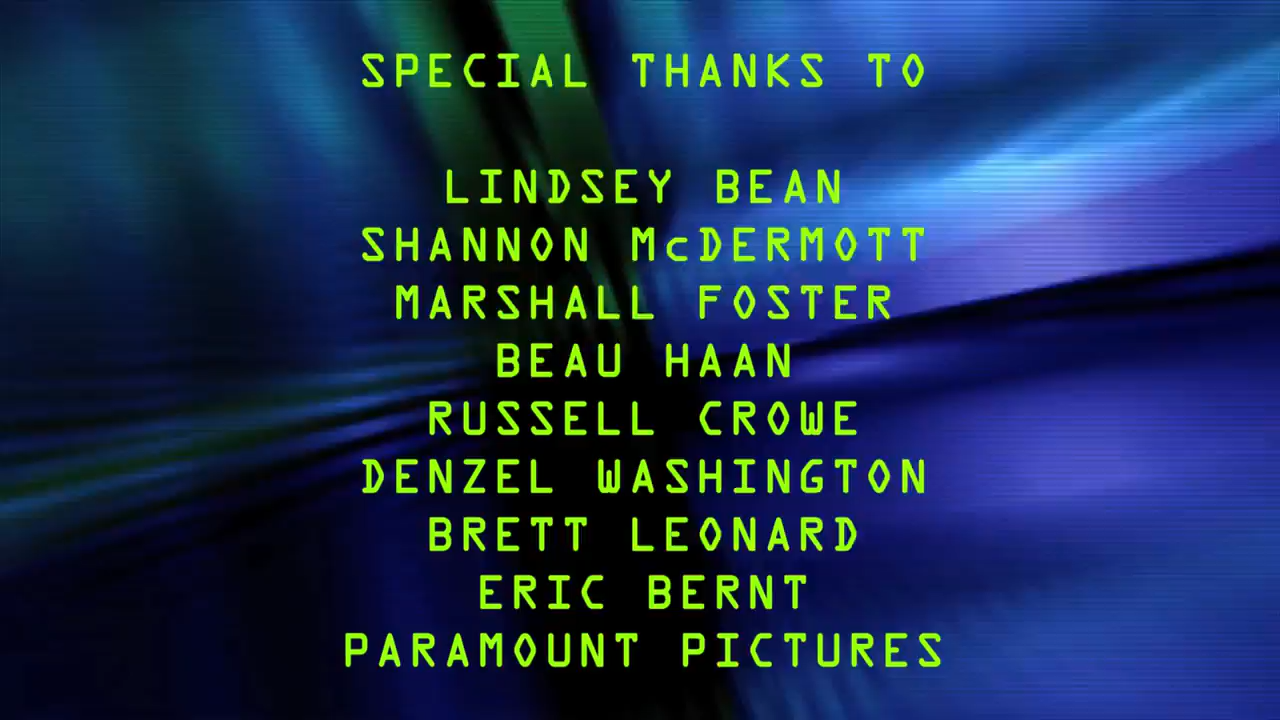 SPECIAL THANKS TO
LINDSEY BEAN
SHANNON McDERMOTT
MARSHALL FOSTER
BEAU HAAN
RUSSELL CROWE
DENZEL WASHINGTON
BRETT LEONARD
ERIC BERNT
PARAMOUNT PICTURES